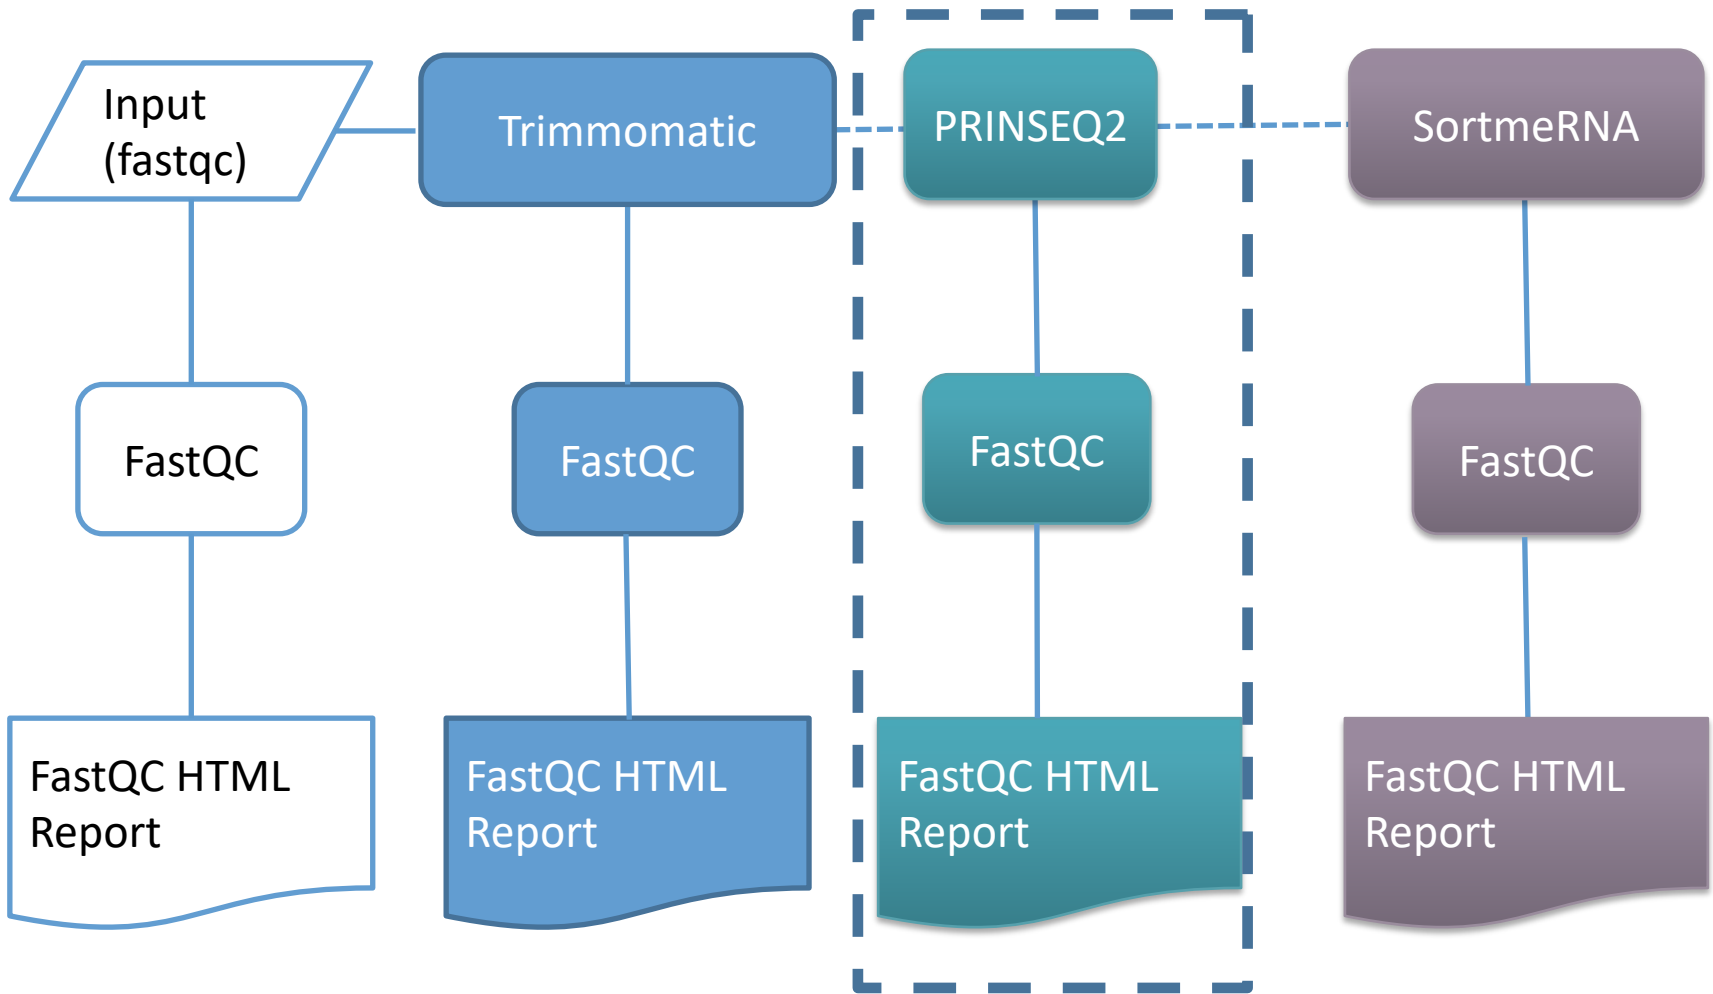 Input
(fastqc)
Trimmomatic
PRINSEQ2
SortmeRNA
FastQC
FastQC
FastQC
FastQC
FastQC HTML
Report
FastQC HTML
Report
FastQC HTML
Report
FastQC HTML
Report